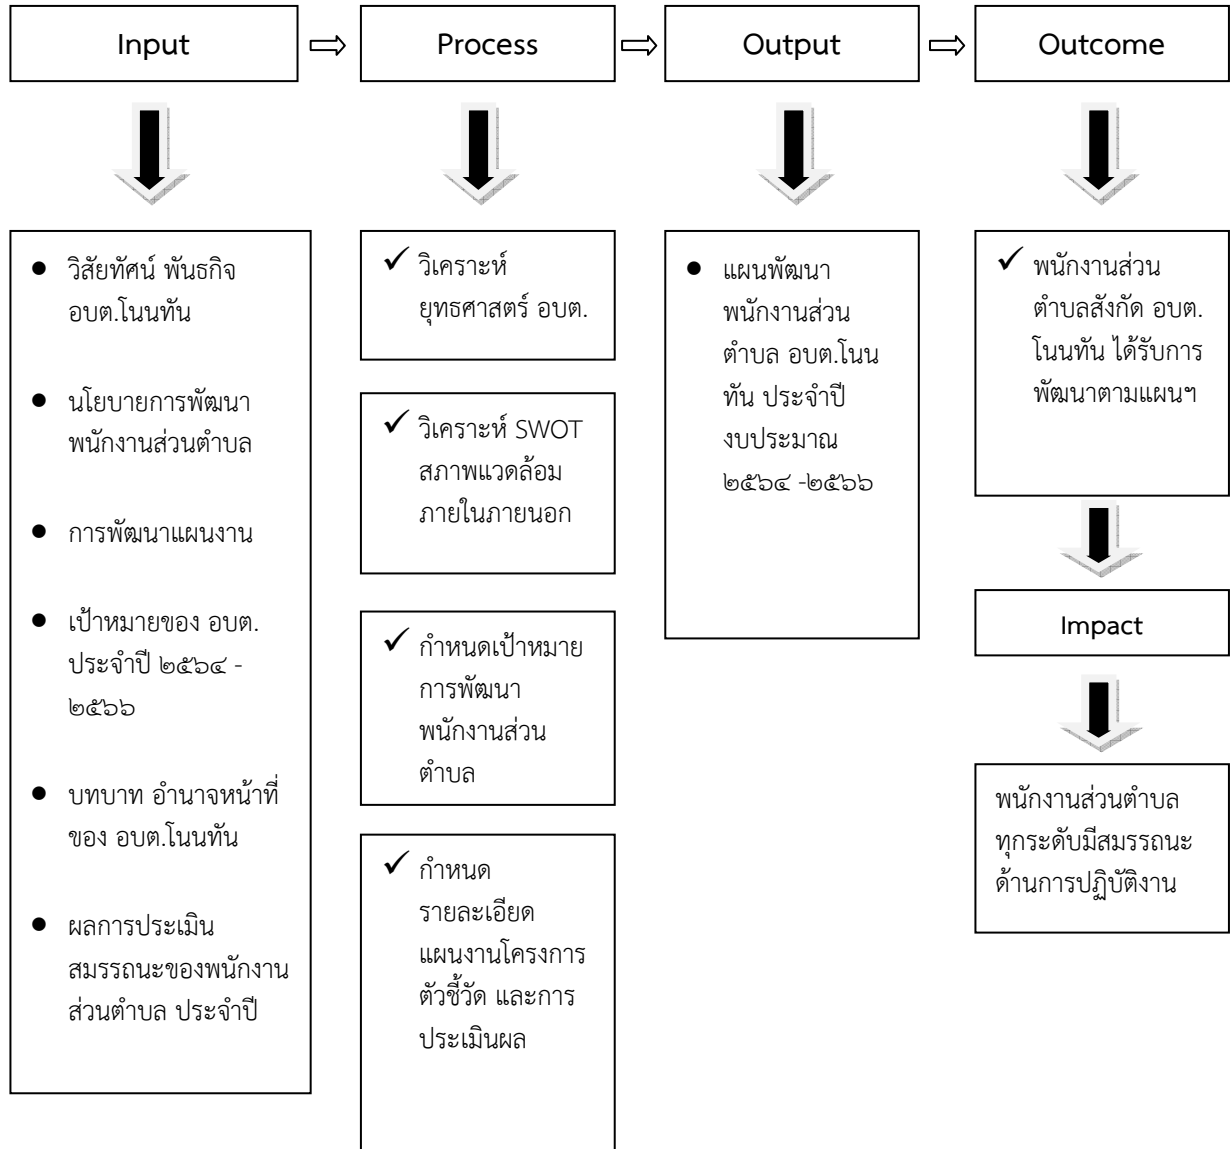 Input
Process
Output
Outcome
วิสัยทัศน์ พันธกิจ
อบต.โนนทัน
นโยบายการพัฒนา
พนักงานส่วนตำบล
การพัฒนาแผนงาน
เป้าหมายของ อบต.
ประจำปี ๒๕๖๔ -
๒๕๖๖
บทบาท อำนาจหน้าที่
ของ อบต.โนนทัน
ผลการประเมิน
สมรรถนะของพนักงาน
ส่วนตำบล ประจำปี
วิเคราะห์
ยุทธศาสตร์ อบต.
วิเคราะห์ SWOT
สภาพแวดล้อม
ภายในภายนอก
กำหนดเป้าหมาย
การพัฒนา
พนักงานส่วน
ตำบล
กำหนด
รายละเอียด
แผนงานโครงการ
ตัวชี้วัด และการ
ประเมินผล
แผนพัฒนา
พนักงานส่วน
ตำบล อบต.โนน
ทัน ประจำปี
งบประมาณ
๒๕๖๔ -๒๕๖๖
พนักงานส่วน
ตำบลสังกัด อบต.
โนนทัน ได้รับการ
พัฒนาตามแผนฯ
Impact
พนักงานส่วนตำบล
ทุกระดับมีสมรรถนะ
ด้านการปฏิบัติงาน